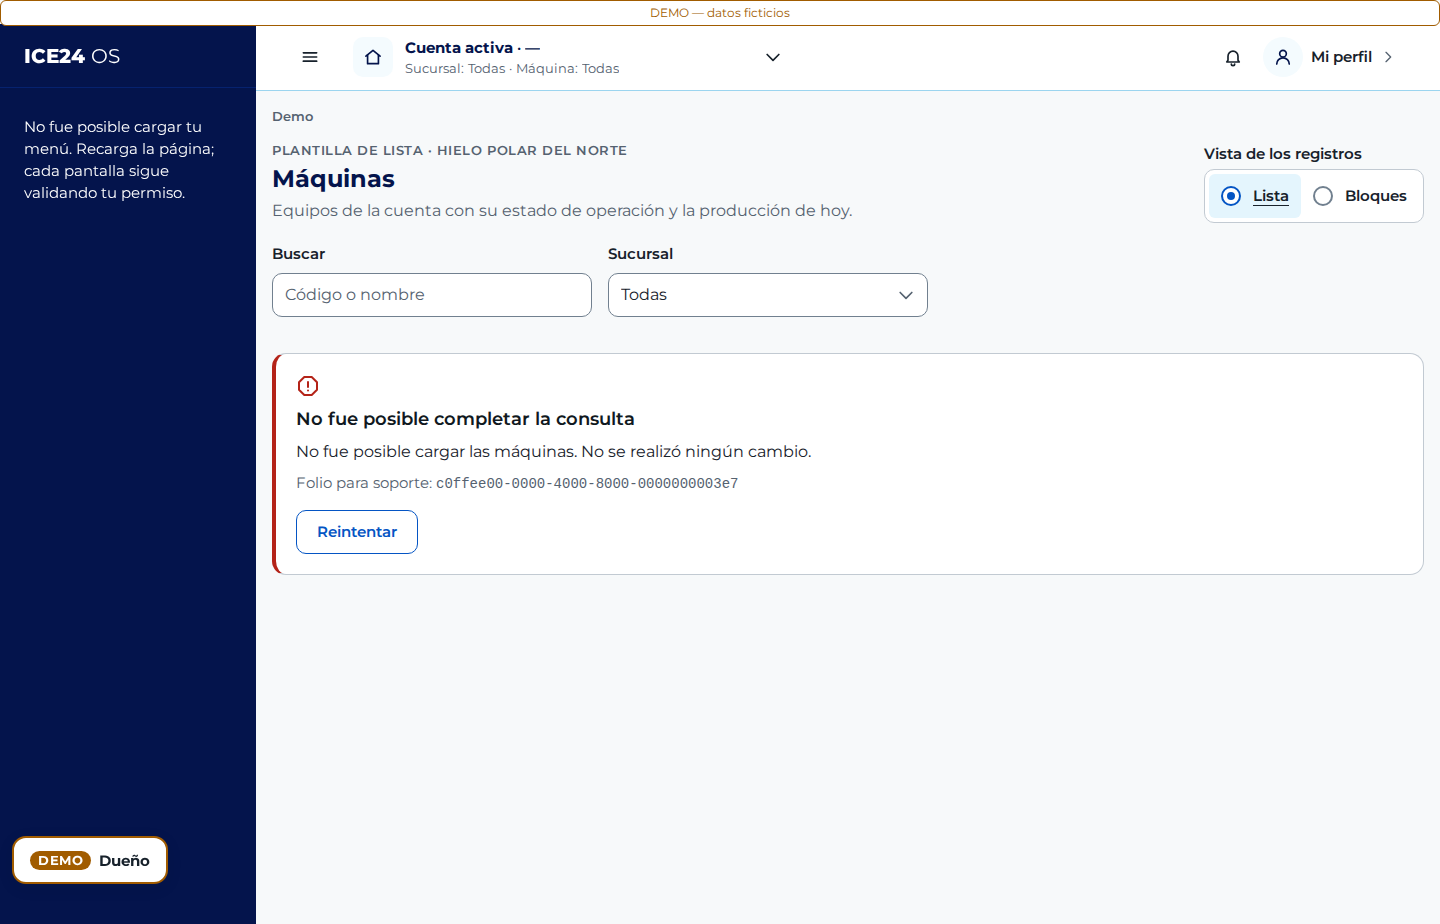 DEMO — datos ficticios
ICE24 OS
No fue posible cargar tu
menú. Recarga la página;
cada pantalla sigue
validando tu permiso.
Cuenta activa · —
Sucursal: Todas · Máquina: Todas
Mi perfil
Demo
PLANTILLA DE LISTA · HIELO POLAR DEL NORTE
Máquinas
Equipos de la cuenta con su estado de operación y la producción de hoy.
Vista de los registros
Lista
Bloques
Buscar
Código o nombre
Sucursal
Todas
No fue posible completar la consulta
No fue posible cargar las máquinas. No se realizó ningún cambio.
Folio para soporte: c0ffee00-0000-4000-8000-0000000003e7
Reintentar
DEMO Dueño